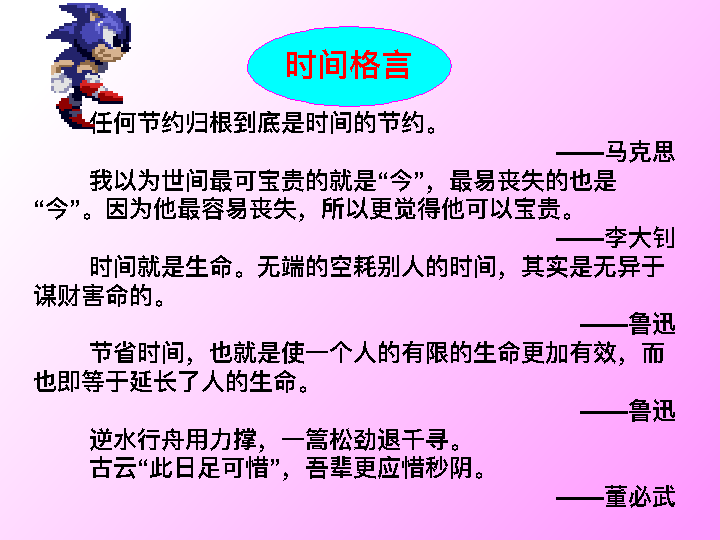 时间格言
任何节约归根到底是时间的节约。
——马克思
我以为世间最可宝贵的就是“今”，最易丧失的也是
“今”。因为他最容易丧失，所以更觉得他可以宝贵。
——李大钊
时间就是生命。无端的空耗别人的时间，其实是无异于
谋财害命的。
——鲁迅
节省时间，也就是使一个人的有限的生命更加有效，而
也即等于延长了人的生命。
——鲁迅
逆水行舟用力撑，一篙松劲退千寻。
古云“此日足可惜”，吾辈更应惜秒阴。
——董必武